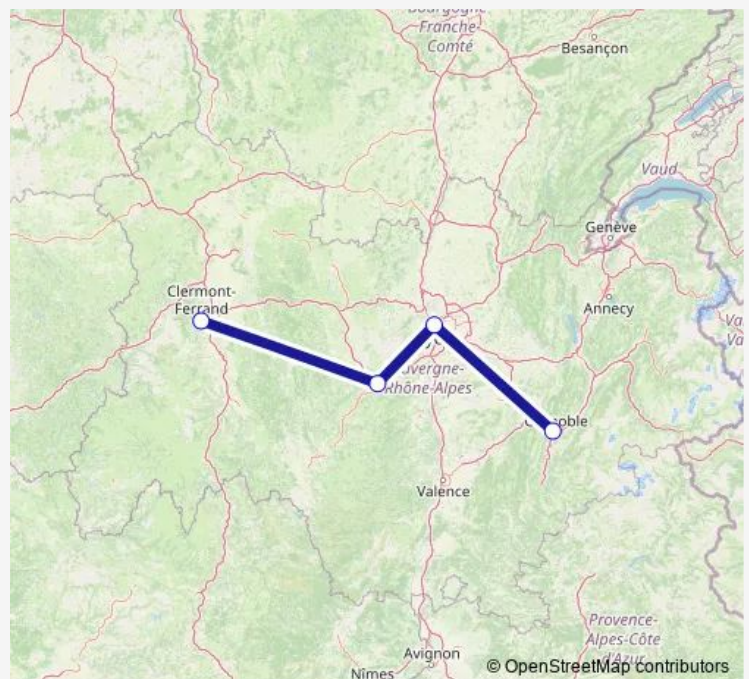 Bourgogne-
Franche-
Comté
Besançon
Vaud
Genève
Clermont-
Ferrand
Annecy
Rhône-Alpes
Valence
Provence-
Alpes-Côte
d'Azur
Avignon
Nîmes
© OpenStreetMap contributors